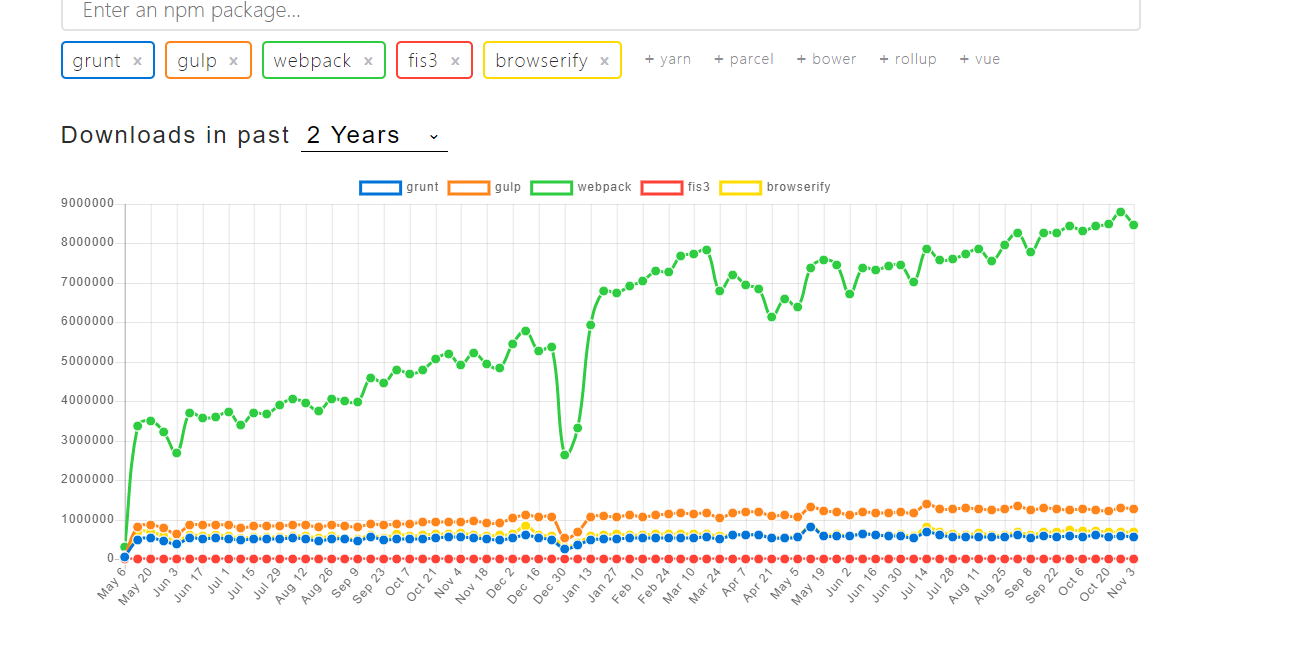 Enter an npm package...
grunt x gulp x webpack x fis3 x browserify x + yarn + parcel + bower + rollup + vue
Downloads in past 2 Years
grunt gulp webpack fis3 browserify
9000000
8000000
7000000
6000000
5000000
4000000
3000000
2000000
1000000
0
May 6 May 20 Jun 3 Jun 17 Jul 1 Jul 15 Jul 29 Aug 12 Aug 26 Sep 9 Sep 23 Oct 7 Oct 21 Nov 4 Nov 18 Dec 2 Dec 16 Dec 30 Jan 13 Jan 27 Feb 10 Feb 24 Mar 10 Mar 24 Apr 7 Apr 21 May 5 May 19 Jun 2 Jun 16 Jun 30 Jul 14 Jul 28 Aug 11 Aug 25 Sep 8 Sep 22 Oct 6 Oct 20 Nov 3